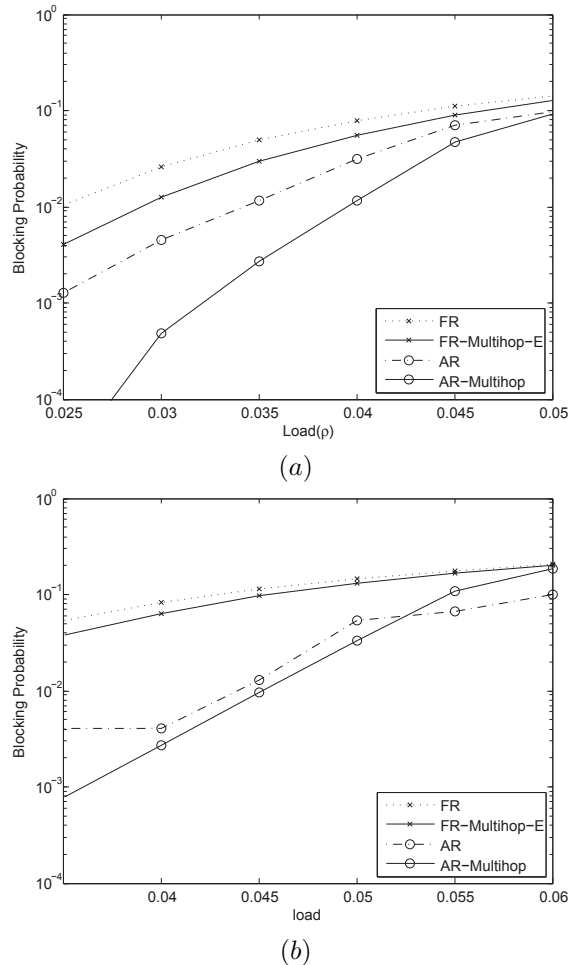 10^0
10^-1
10^-2
10^-3
10^-4
Blocking Probability
FR
FR-Multihop-E
AR
AR-Multihop
0.025 0.03 0.035 0.04 0.045 0.05
Load(ρ)
(a)
10^0
10^-1
10^-2
10^-3
10^-4
Blocking Probability
FR
FR-Multihop-E
AR
AR-Multihop
0.04 0.045 0.05 0.055 0.06
load
(b)